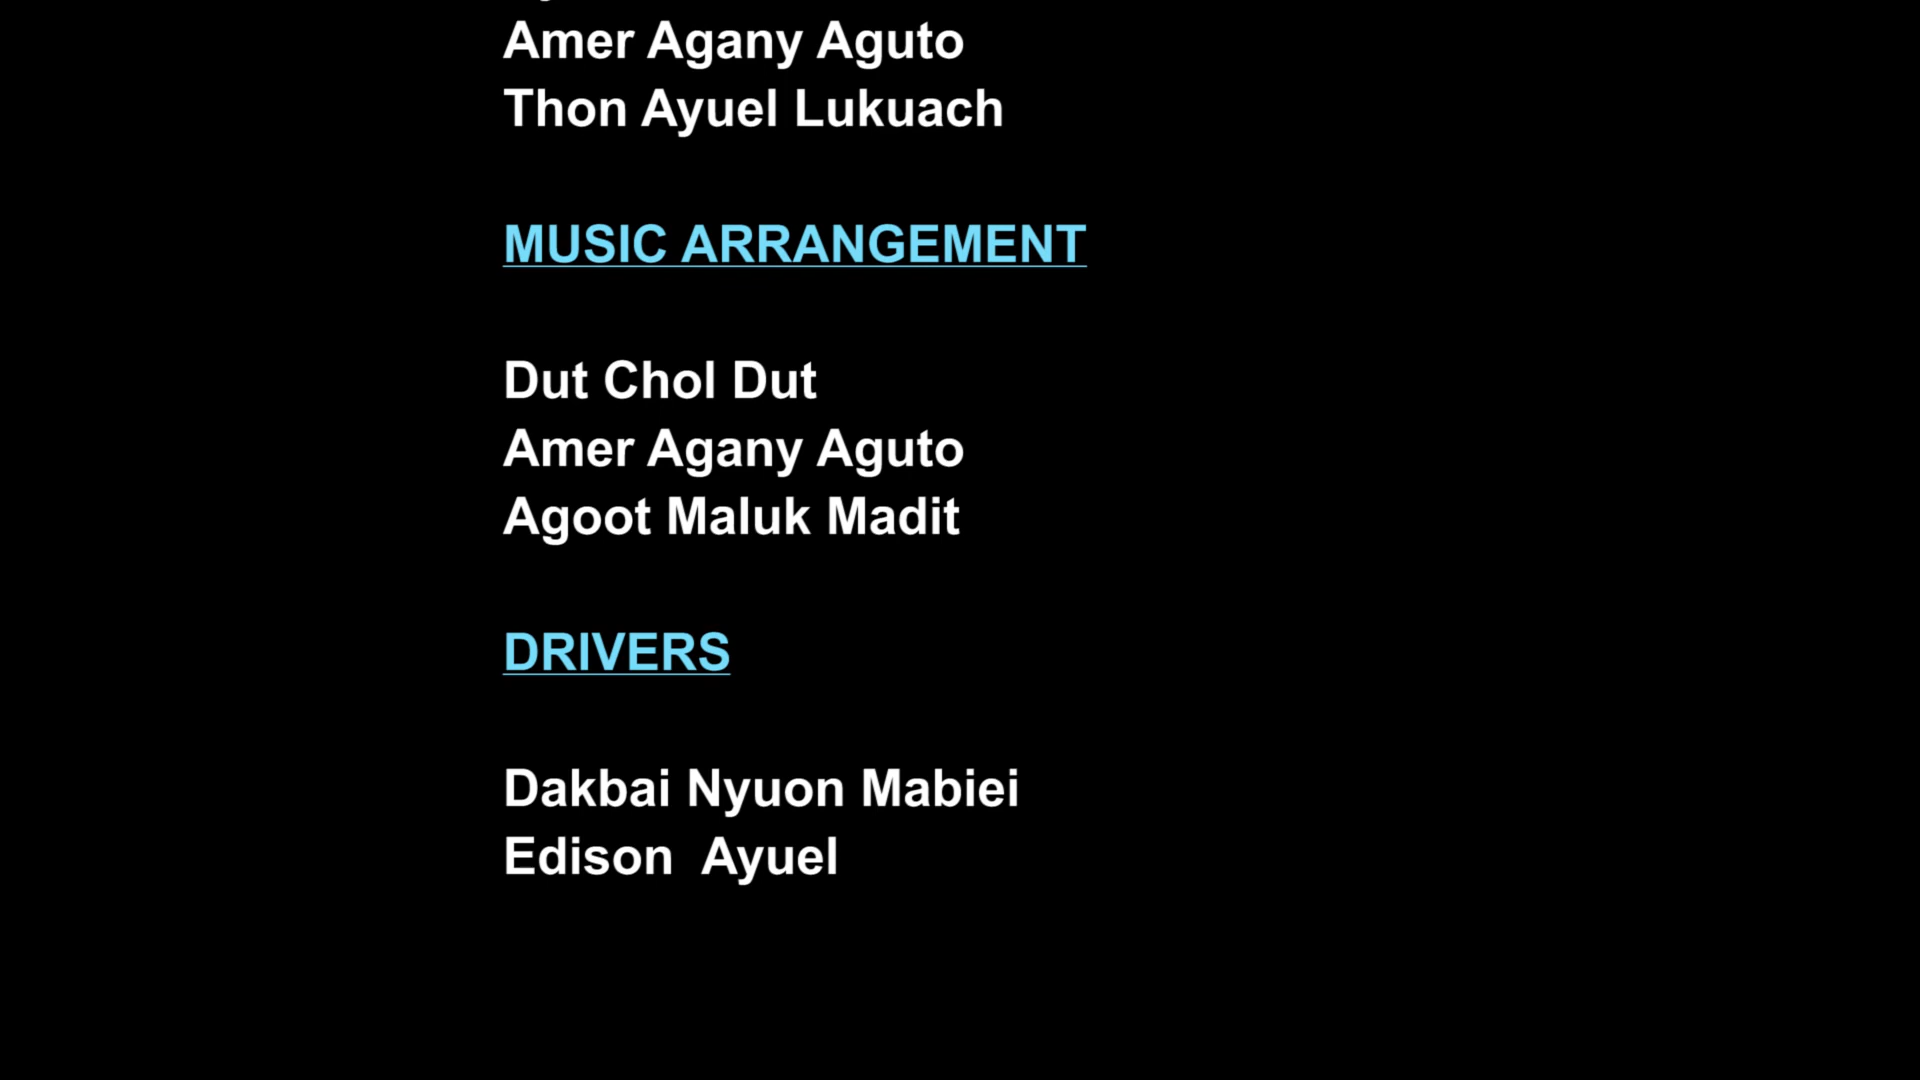 Amer Agany Aguto
Thon Ayuel Lukuach
MUSIC ARRANGEMENT
Dut Chol Dut
Amer Agany Aguto
Agoot Maluk Madit
DRIVERS
Dakbai Nyuon Mabiei
Edison  Ayuel